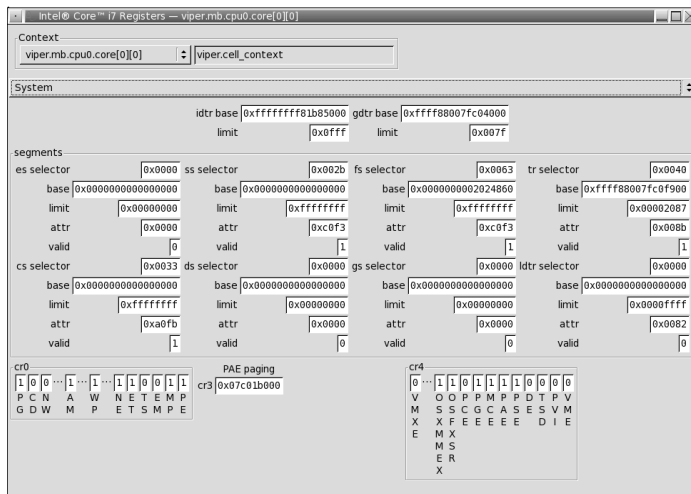 Intel® Core™ i7 Registers — viper.mb.cpu0.core[0][0]
Context
viper.mb.cpu0.core[0][0] viper.cell_context
System
idtr base 0xffffffff81b85000 gdtr base 0xffff88007fc04000
limit 0x0fff limit 0x007f
segments
es selector 0x0000 ss selector 0x002b fs selector 0x0063 tr selector 0x0040
base 0x0000000000000000 base 0x0000000000000000 base 0x0000000002024860 base 0xffff88007fc0f900
limit 0x00000000 limit 0xffffffff limit 0xffffffff limit 0x00002087
attr 0x0000 attr 0xc0f3 attr 0xc0f3 attr 0x008b
valid 0 valid 1 valid 1 valid 1
cs selector 0x0033 ds selector 0x0000 gs selector 0x0000 ldtr selector 0x0000
base 0x0000000000000000 base 0x0000000000000000 base 0x0000000000000000 base 0x0000000000000000
limit 0xffffffff limit 0x00000000 limit 0x00000000 limit 0x0000ffff
attr 0xa0fb attr 0x0000 attr 0x0000 attr 0x0082
valid 1 valid 0 valid 0 valid 0
cr0 PAE paging cr4
1 0 0 ... 1 ... 1 ... 1 1 0 0 1 1 cr3 0x07c01b000 0 ... 1 1 0 1 1 1 1 0 0 0 0
P C N A W N E T E M P V O O P P M P P D T P V
G D W M P E T S M P E M S S C G C A S E S V M
X X F E E E E E D I E
E M X
M S
E R
X